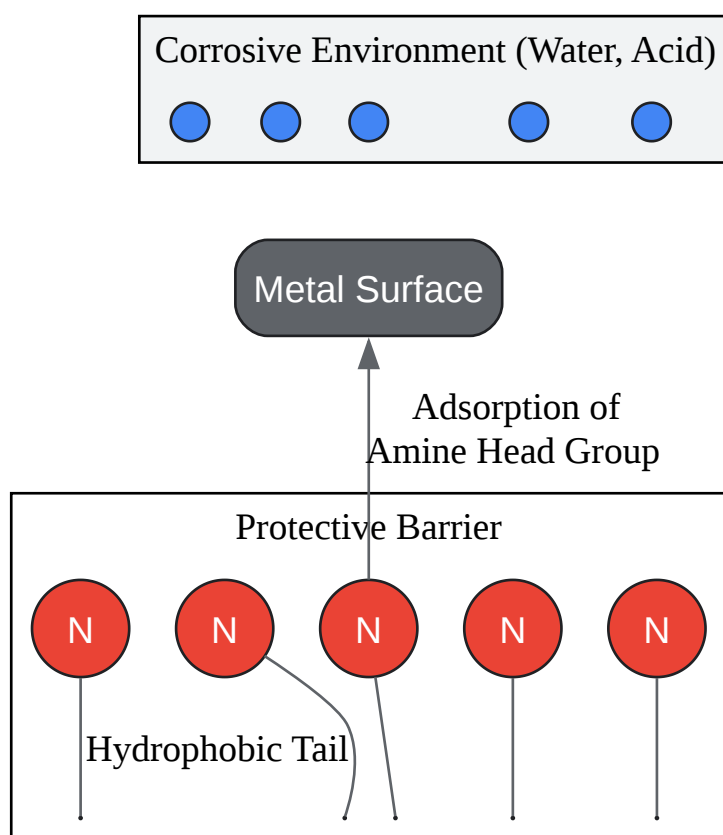 Corrosive Environment (Water, Acid)
Metal Surface
Adsorption of
Amine Head Group
Protective Barrier
N N N N N
Hydrophobic Tail